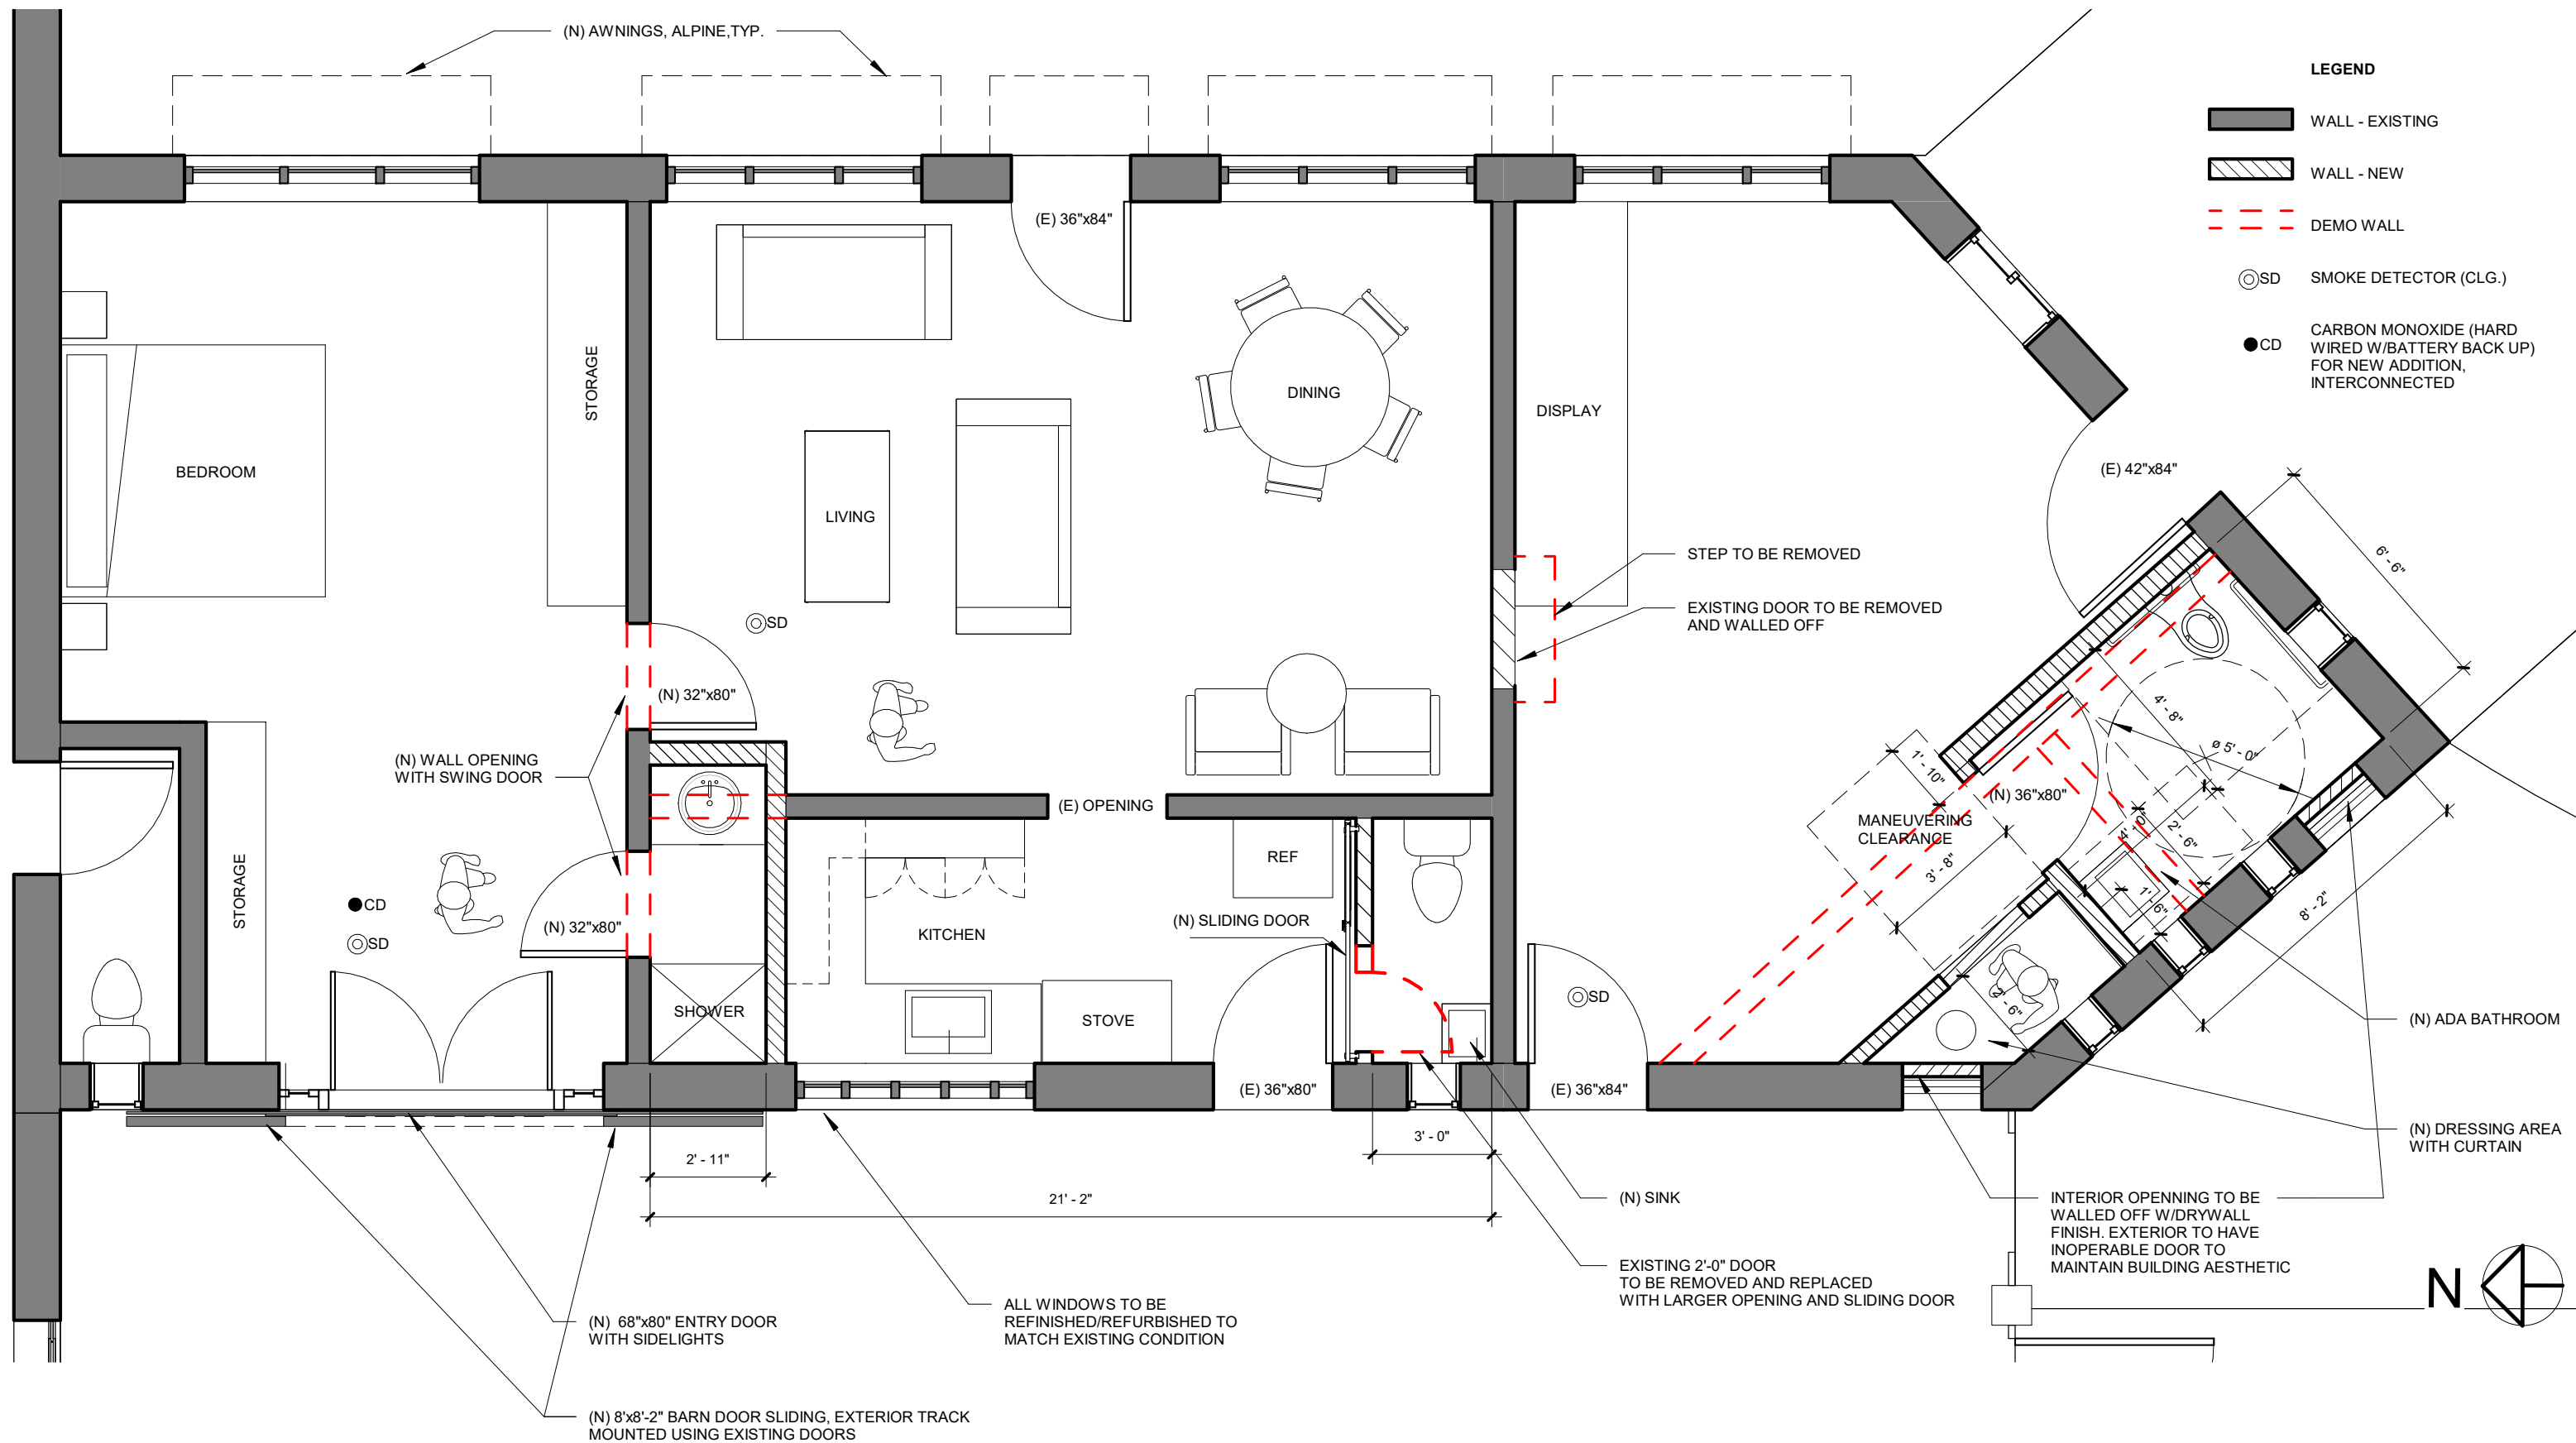 (N) AWNINGS, ALPINE,TYP.
LEGEND
WALL - EXISTING
WALL - NEW
DEMO WALL
SD
SMOKE DETECTOR (CLG.)
CD
CARBON MONOXIDE (HARD
WIRED W/BATTERY BACK UP)
FOR NEW ADDITION,
INTERCONNECTED
(E) 36"x84"
STORAGE
BEDROOM
DINING
DISPLAY
LIVING
(E) 42"x84"
6' - 6"
STEP TO BE REMOVED
EXISTING DOOR TO BE REMOVED
AND WALLED OFF
SD
(N) 32"x80"
(N) WALL OPENING
WITH SWING DOOR
4' - 8"
ø 5' - 0"
1' - 10"
(N) 36"x80"
(E) OPENING
MANEUVERING
CLEARANCE
4' - 10"
2' - 6"
3' - 8"
1' - 6"
8' - 2"
2' - 6"
REF
STORAGE
CD
SD
(N) 32"x80"
(N) SLIDING DOOR
KITCHEN
SHOWER
STOVE
SD
(E) 36"x80"
(E) 36"x84"
(N) ADA BATHROOM
(N) DRESSING AREA
WITH CURTAIN
3' - 0"
2' - 11"
21' - 2"
(N) SINK
INTERIOR OPENNING TO BE
WALLED OFF W/DRYWALL
FINISH. EXTERIOR TO HAVE
INOPERABLE DOOR TO
MAINTAIN BUILDING AESTHETIC
EXISTING 2'-0" DOOR
TO BE REMOVED AND REPLACED
WITH LARGER OPENING AND SLIDING DOOR
N
ALL WINDOWS TO BE
REFINISHED/REFURBISHED TO
MATCH EXISTING CONDITION
(N) 68"x80" ENTRY DOOR
WITH SIDELIGHTS
(N) 8'x8'-2" BARN DOOR SLIDING, EXTERIOR TRACK
MOUNTED USING EXISTING DOORS